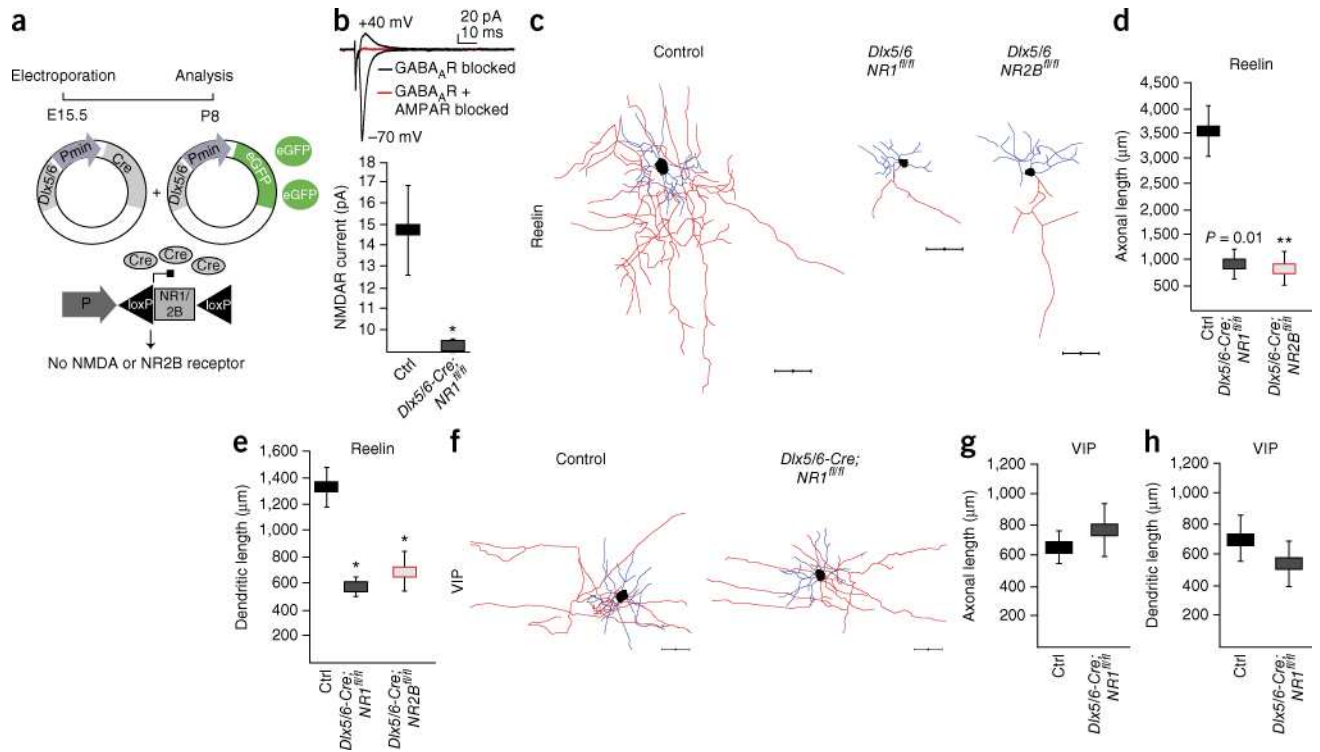 a
Electroporation
Analysis
E15.5
P8
Dlx5/6
Pmin
Cre
+
Dlx5/6
Pmin
eGFP
eGFP
eGFP
Cre
Cre
Cre
P
loxP
NR1/
2B
loxP
No NMDA or NR2B receptor
b
+40 mV
20 pA
10 ms
GABA_AR blocked
GABA_AR +
AMPAR blocked
−70 mV
NMDAR current (pA)
18
17
16
15
14
13
12
11
10
*
Ctrl
Dlx5/6-Cre;
NR1fl/fl
c
Control
Dlx5/6
NR1fl/fl
Dlx5/6
NR2Bfl/fl
Reelin
d
Reelin
Axonal length (µm)
4,500
4,000
3,500
3,000
2,500
2,000
1,500
1,000
500
P = 0.01
**
Ctrl
Dlx5/6-Cre;
NR1fl/fl
Dlx5/6-Cre;
NR2Bfl/fl
e
Reelin
Dendritic length (µm)
1,600
1,400
1,200
1,000
800
600
400
200
*
*
Ctrl
Dlx5/6-Cre;
NR1fl/fl
Dlx5/6-Cre;
NR2Bfl/fl
f
Control
Dlx5/6-Cre;
NR1fl/fl
VIP
g
VIP
Axonal length (µm)
1,200
1,000
800
600
400
200
Ctrl
Dlx5/6-Cre;
NR1fl/fl
h
VIP
Dendritic length (µm)
1,200
1,000
800
600
400
200
Ctrl
Dlx5/6-Cre;
NR1fl/fl